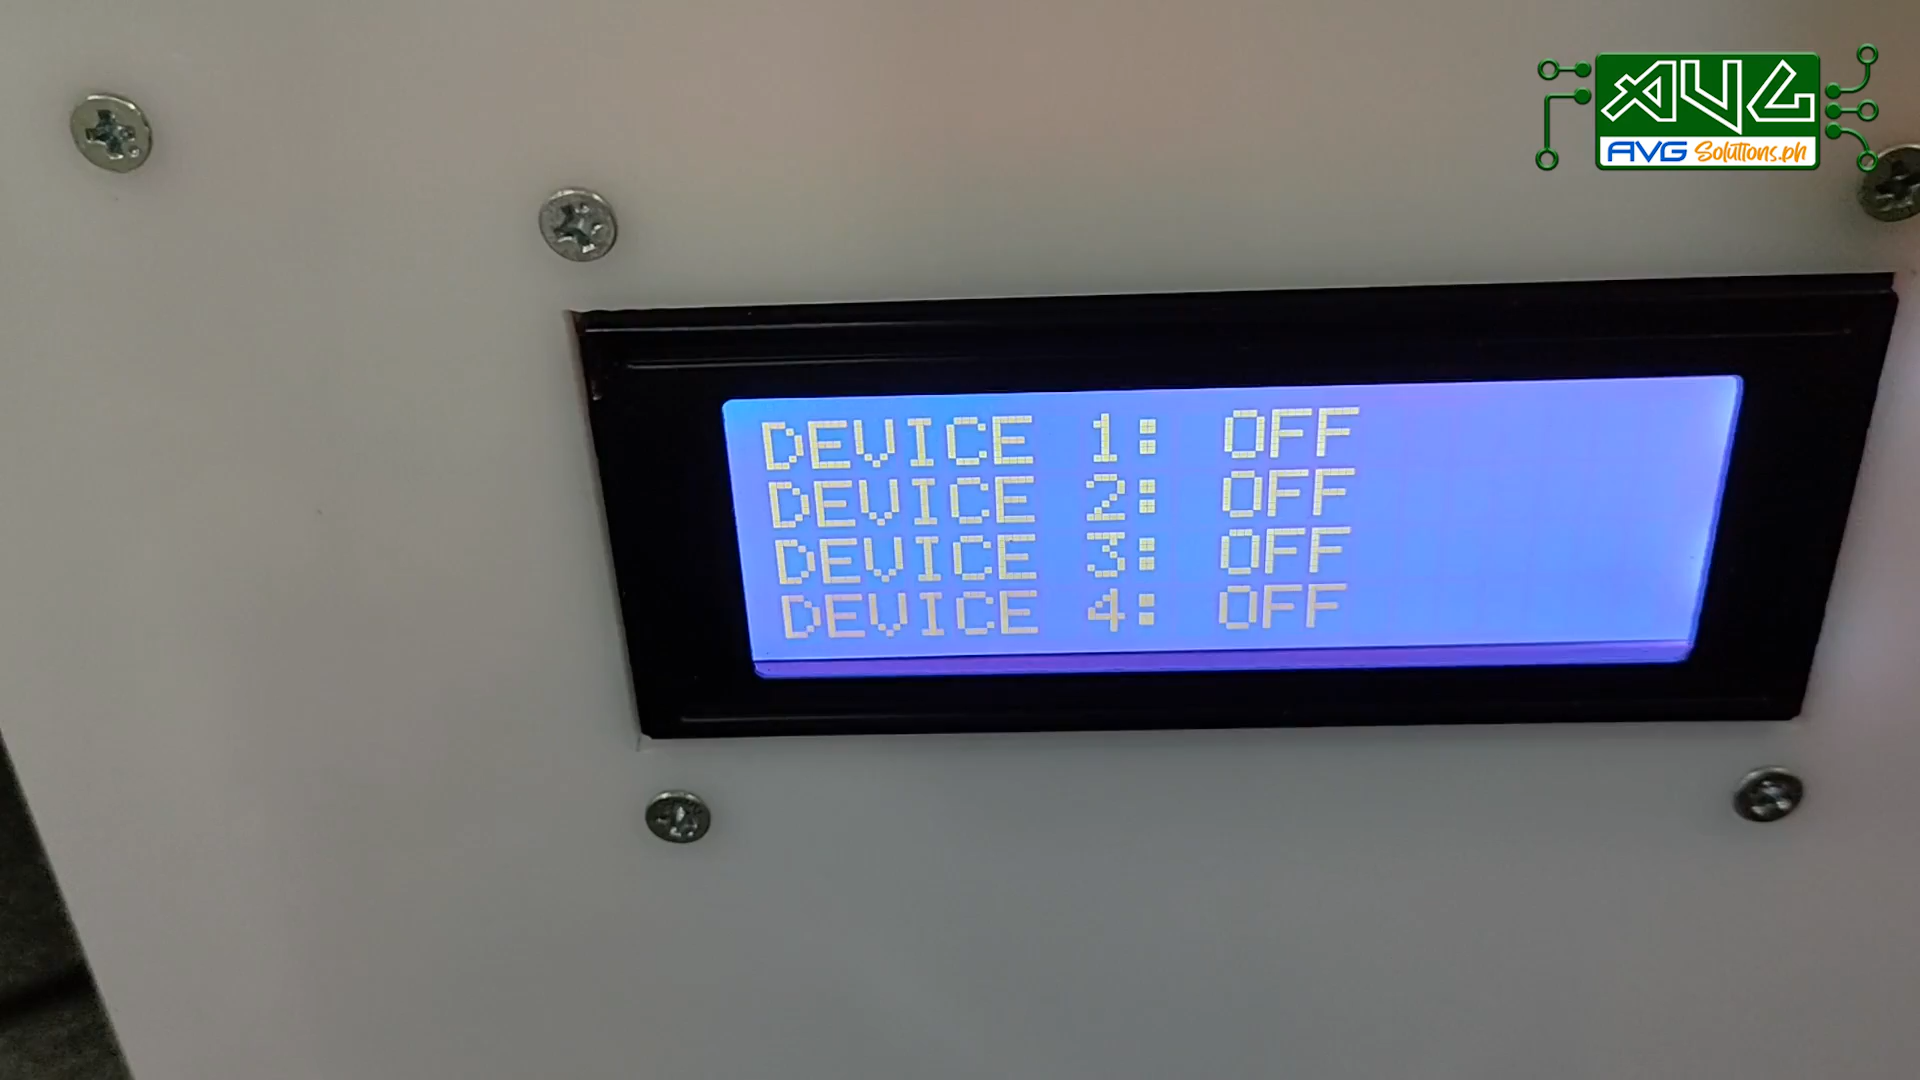 AVG
AVG Solutions.ph
DEVICE 1: OFF
DEVICE 2: OFF
DEVICE 3: OFF
DEVICE 4: OFF